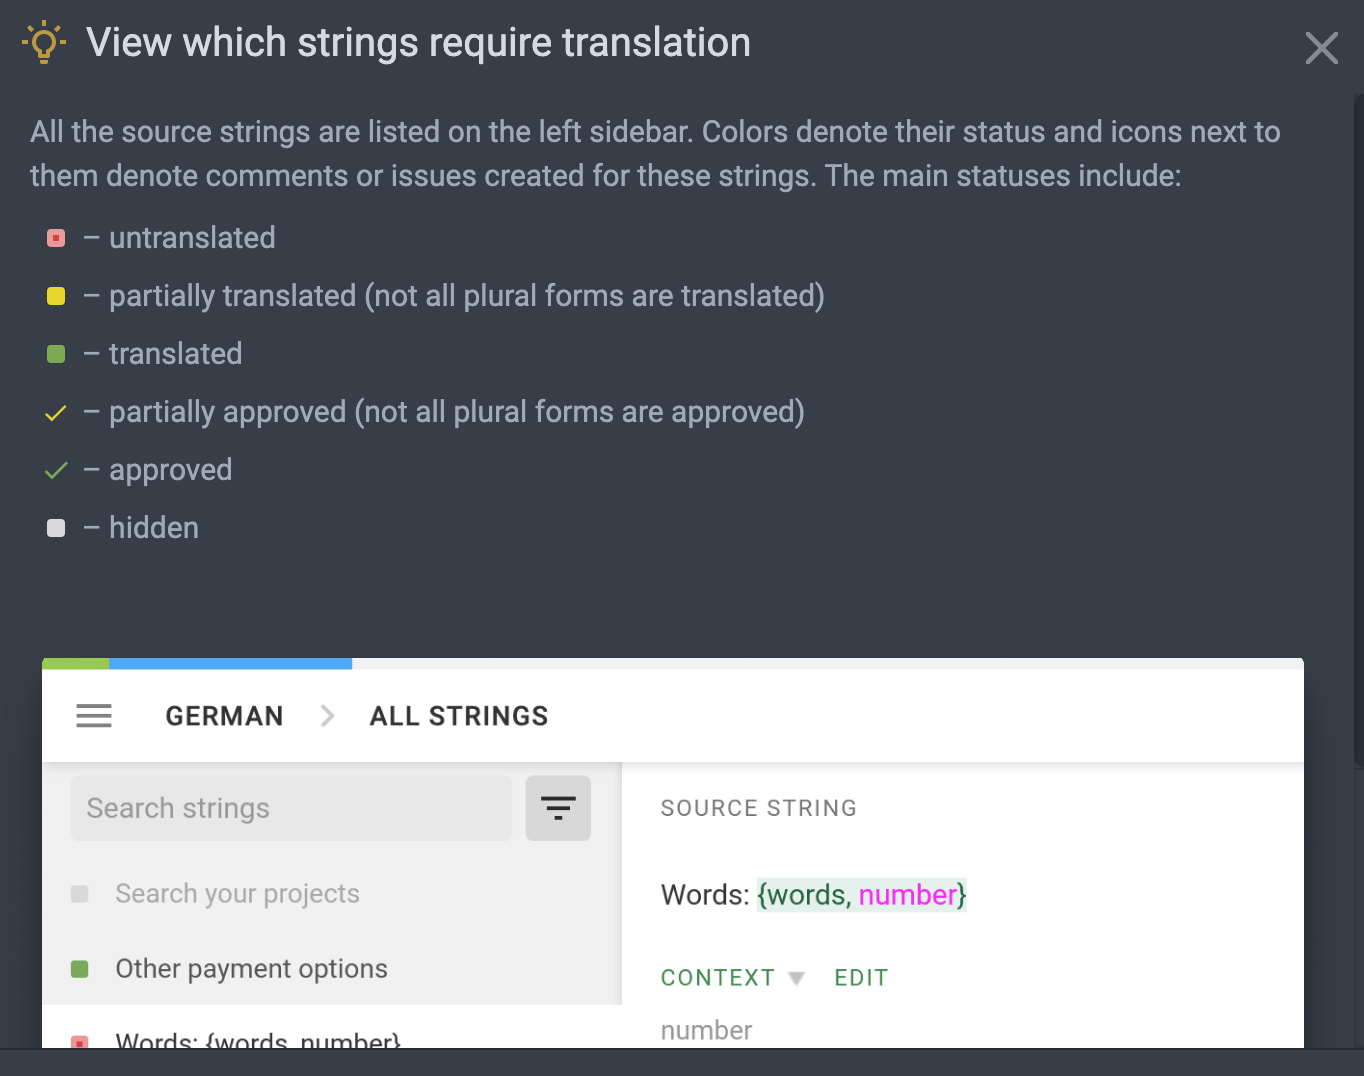 View which strings require translation
All the source strings are listed on the left sidebar. Colors denote their status and icons next to
them denote comments or issues created for these strings. The main statuses include:
– untranslated
– partially translated (not all plural forms are translated)
– translated
– partially approved (not all plural forms are approved)
– approved
– hidden
GERMAN > ALL STRINGS
Search strings
Search your projects
Other payment options
Words: {words, number}
SOURCE STRING
Words: {words, number}
CONTEXT EDIT
number